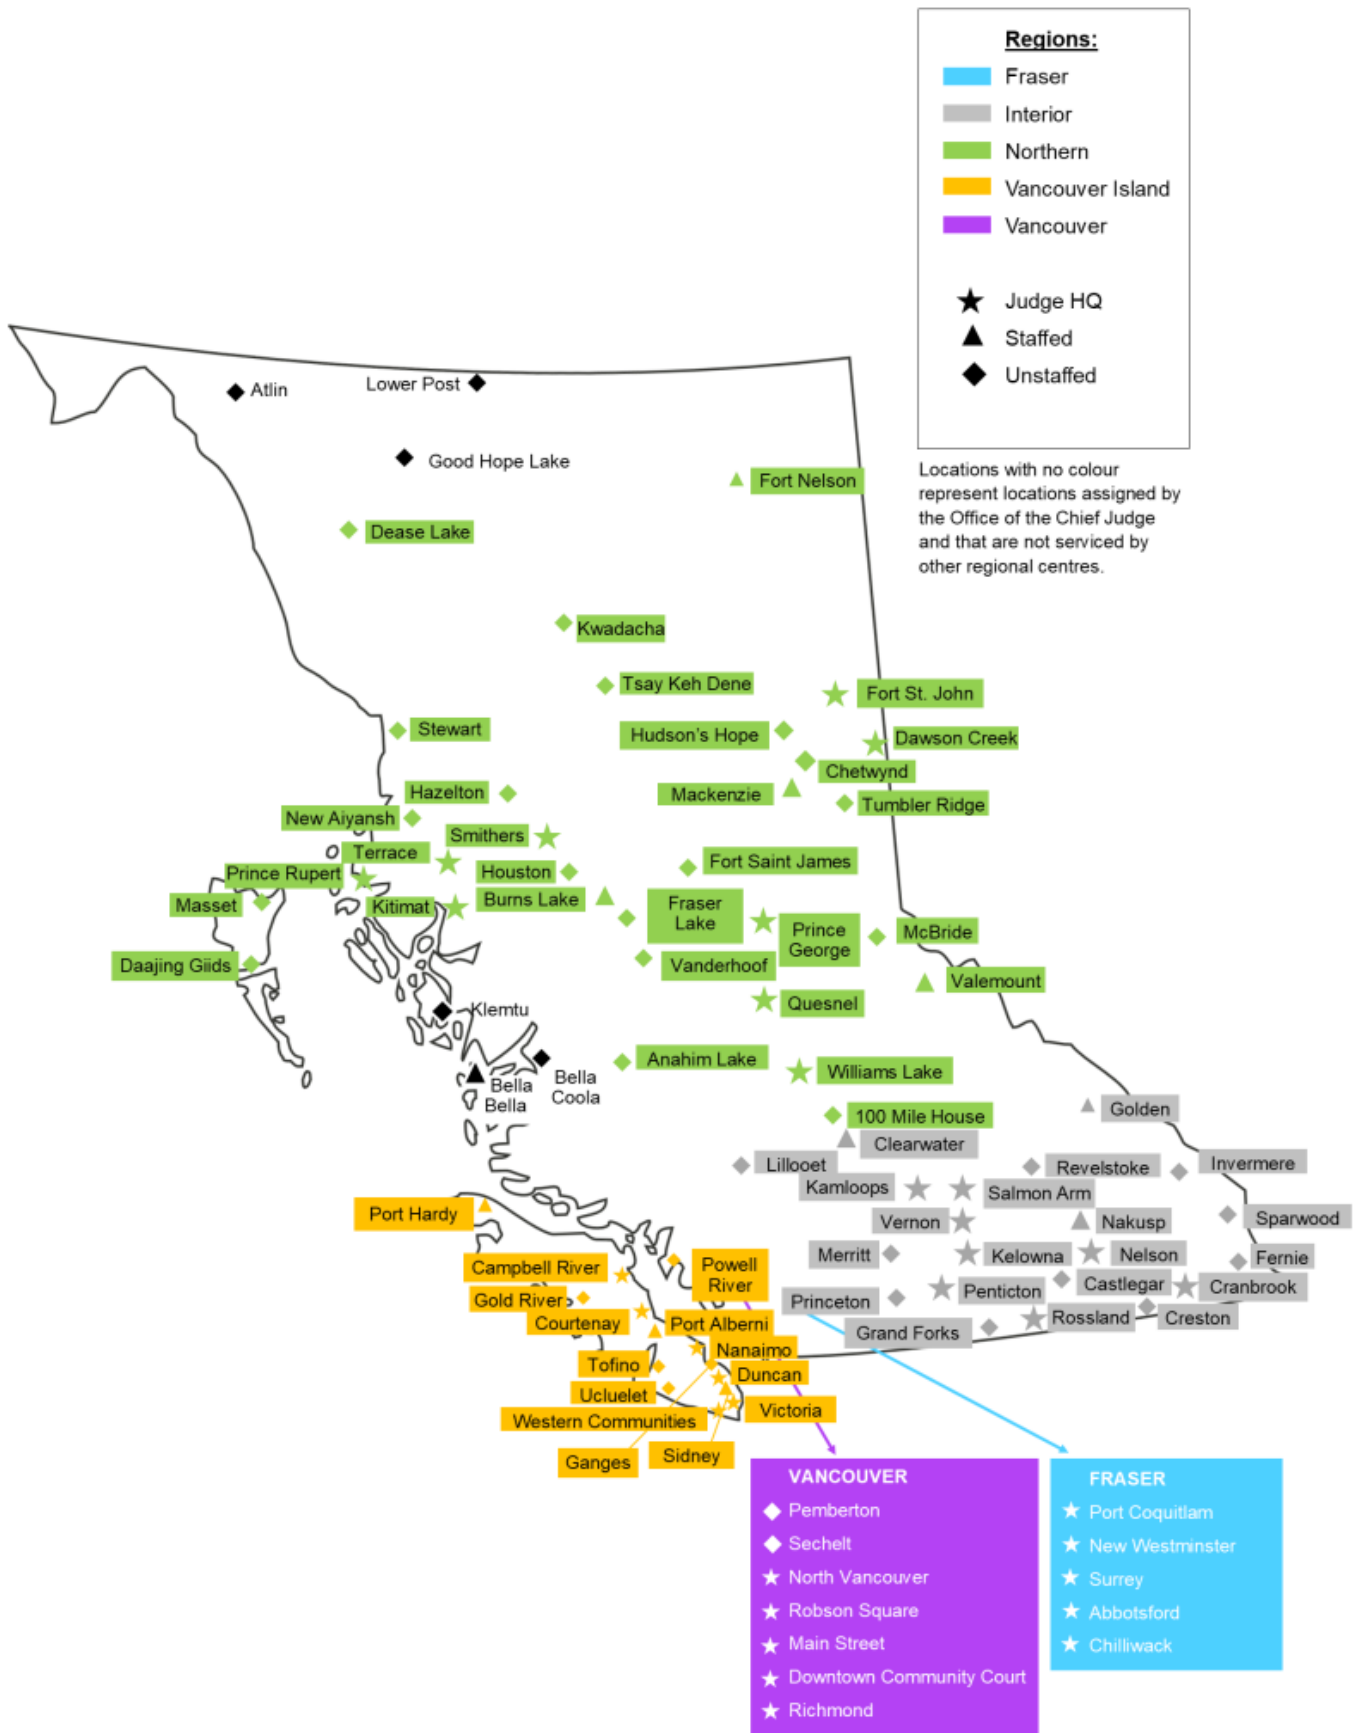 Regions:
Fraser
Interior
Northern
Vancouver Island
Vancouver
Judge HQ
Staffed
Unstaffed
Locations with no colour
represent locations assigned by
the Office of the Chief Judge
and that are not serviced by
other regional centres.
Atlin
Lower Post
Good Hope Lake
Fort Nelson
Dease Lake
Kwadacha
Tsay Keh Dene
Fort St. John
Stewart
Hudson's Hope
Dawson Creek
Chetwynd
Hazelton
Mackenzie
Tumbler Ridge
New Aiyansh
Smithers
Terrace
Fort Saint James
Prince Rupert
Houston
Masset
Kitimat
Burns Lake
Fraser
Lake
Prince
George
McBride
Daajing Giids
Vanderhoof
Valemount
Quesnel
Klemtu
Anahim Lake
Williams Lake
Bella
Bella
Bella
Coola
100 Mile House
Golden
Clearwater
Lillooet
Revelstoke
Invermere
Kamloops
Salmon Arm
Port Hardy
Vernon
Nakusp
Sparwood
Merritt
Kelowna
Nelson
Fernie
Campbell River
Powell
River
Penticton
Castlegar
Cranbrook
Gold River
Princeton
Courtenay
Port Alberni
Grand Forks
Rossland
Creston
Nanaimo
Tofino
Duncan
Ucluelet
Victoria
Western Communities
Ganges
Sidney
VANCOUVER
Pemberton
Sechelt
North Vancouver
Robson Square
Main Street
Downtown Community Court
Richmond
FRASER
Port Coquitlam
New Westminster
Surrey
Abbotsford
Chilliwack